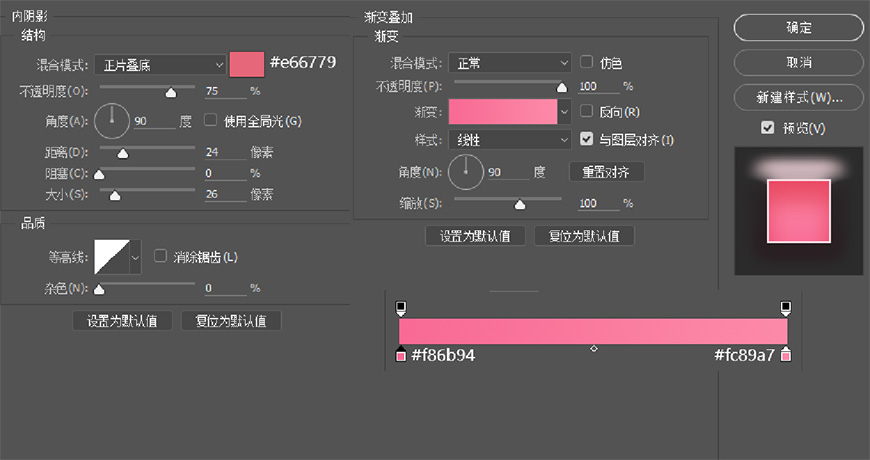 内阴影
结构
混合模式: 正片叠底 #e66779
不透明度(O): 75 %
角度(A): 90 度 使用全局光(G)
距离(D): 24 像素
阻塞(C): 0 %
大小(S): 26 像素
品质
等高线: 消除锯齿(L)
杂色(N): 0 %
设置为默认值 复位为默认值
渐变叠加
渐变
混合模式: 正常 仿色
不透明度(P): 100 %
渐变: 反向(R)
样式: 线性 与图层对齐(I)
角度(N): 90 度 重置对齐
缩放(S): 100 %
设置为默认值 复位为默认值
#f86b94 #fc89a7
确定
取消
新建样式(W)...
预览(V)